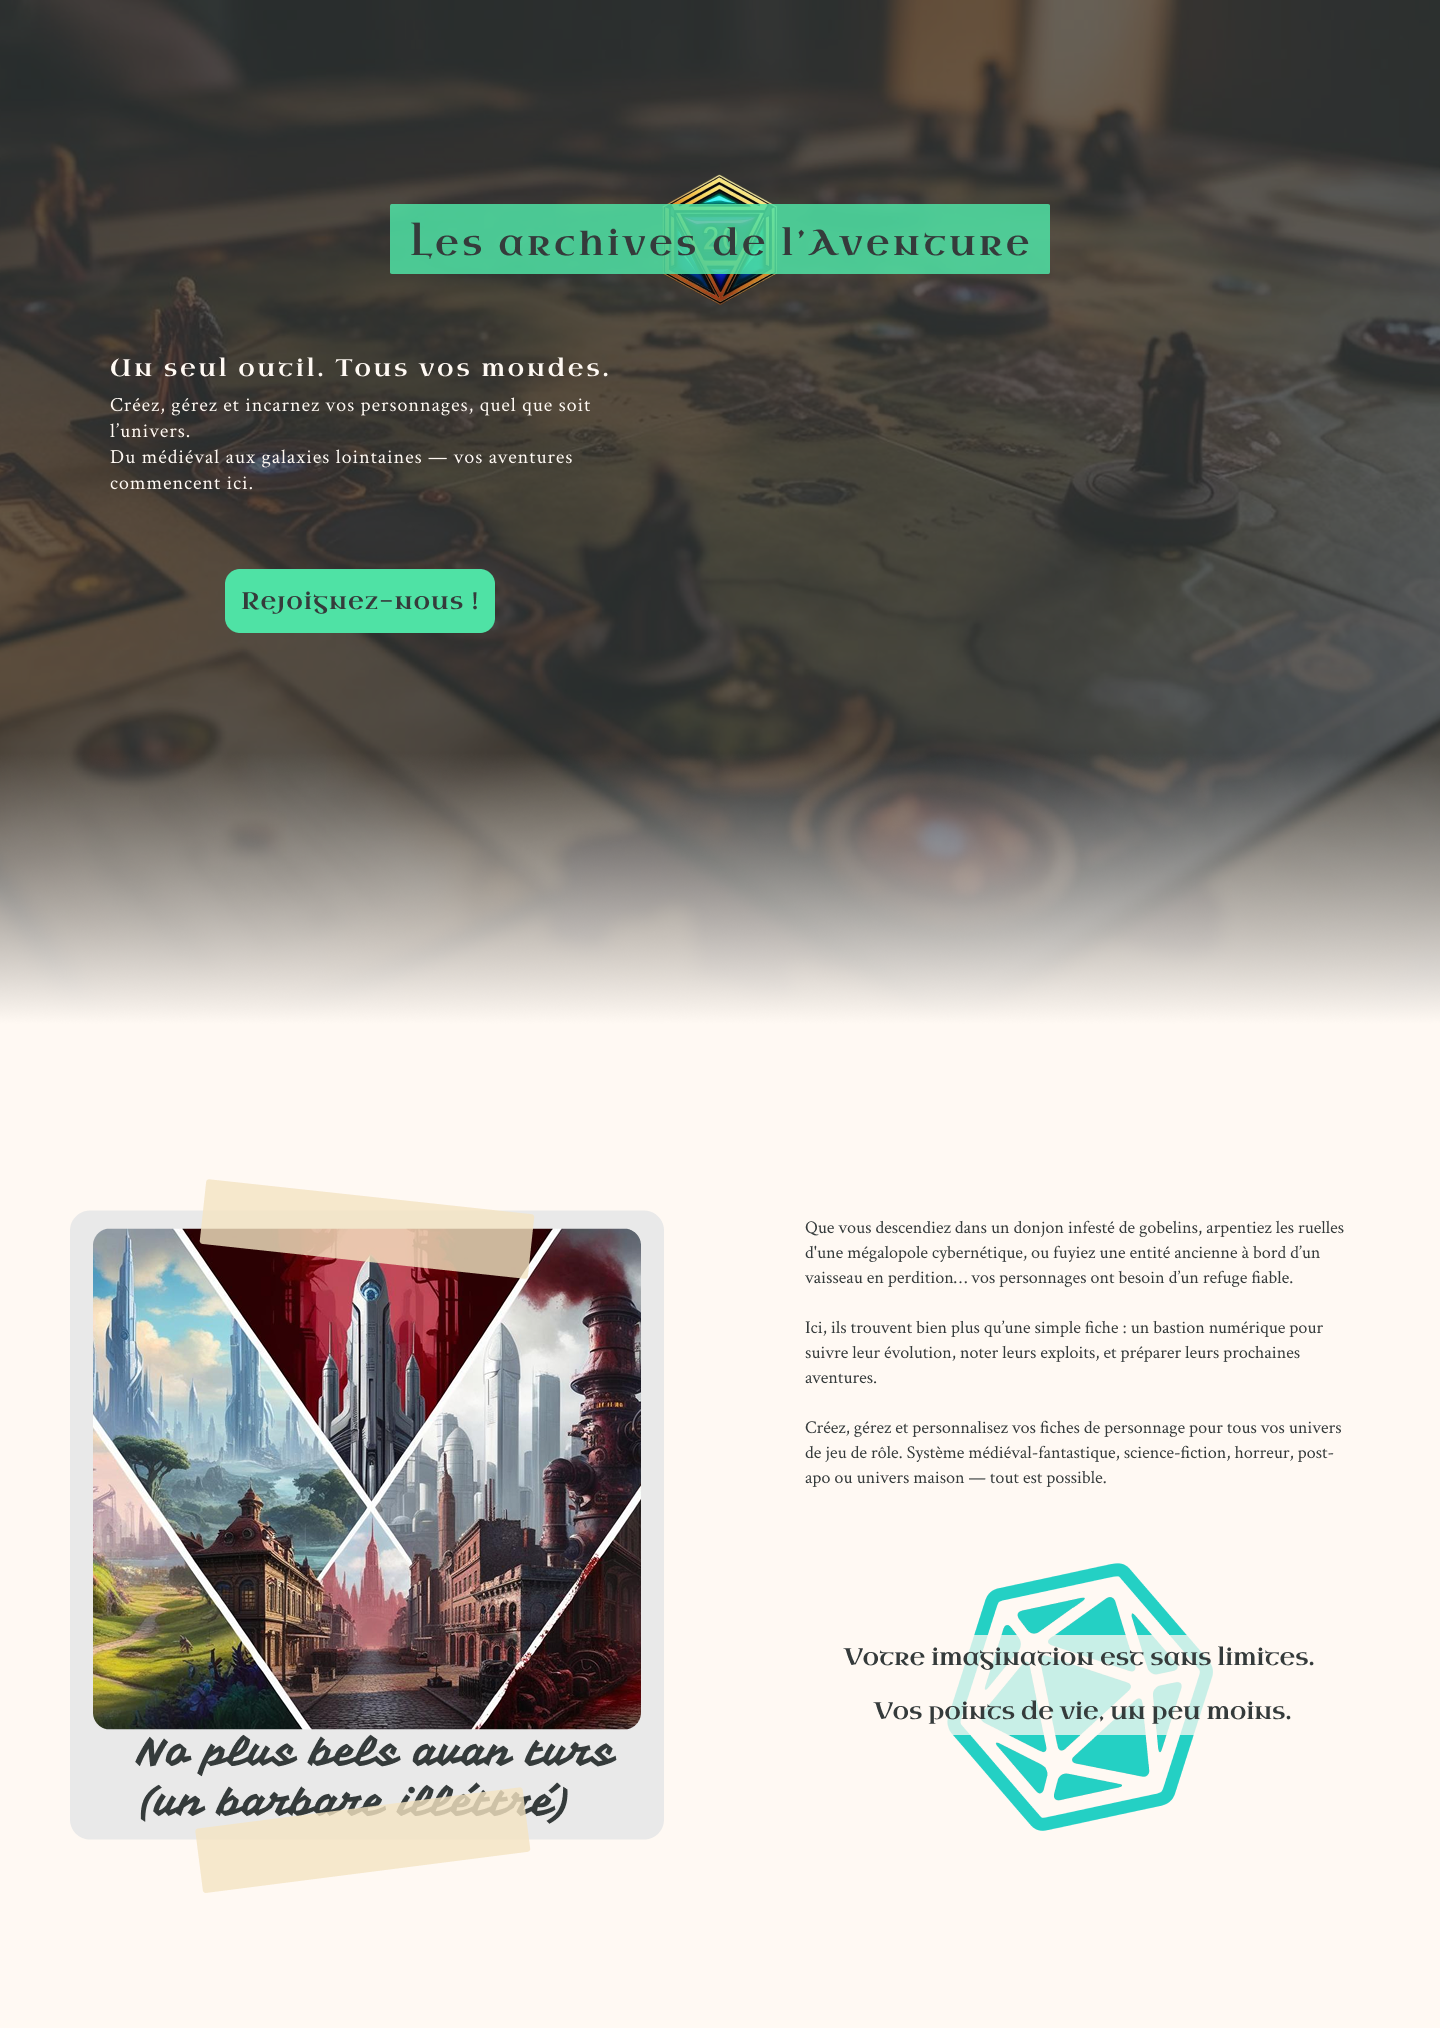 Les archives de l’Aventure
Un seul outil. Tous vos mondes.
Créez, gérez et incarnez vos personnages, quel que soit
l’univers.
Du médiéval aux galaxies lointaines — vos aventures
commencent ici.
Rejoignez-nous !
Que vous descendiez dans un donjon infesté de gobelins, arpentiez les ruelles
d'une mégalopole cybernétique, ou fuyiez une entité ancienne à bord d’un
vaisseau en perdition… vos personnages ont besoin d’un refuge fiable.
Ici, ils trouvent bien plus qu’une simple fiche : un bastion numérique pour
suivre leur évolution, noter leurs exploits, et préparer leurs prochaines
aventures.
Créez, gérez et personnalisez vos fiches de personnage pour tous vos univers
de jeu de rôle. Système médiéval-fantastique, science-fiction, horreur, post-
apo ou univers maison — tout est possible.
Votre imagination est sans limites.
Vos points de vie, un peu moins.
No plus bels avan turs
(un barbare illéttré)